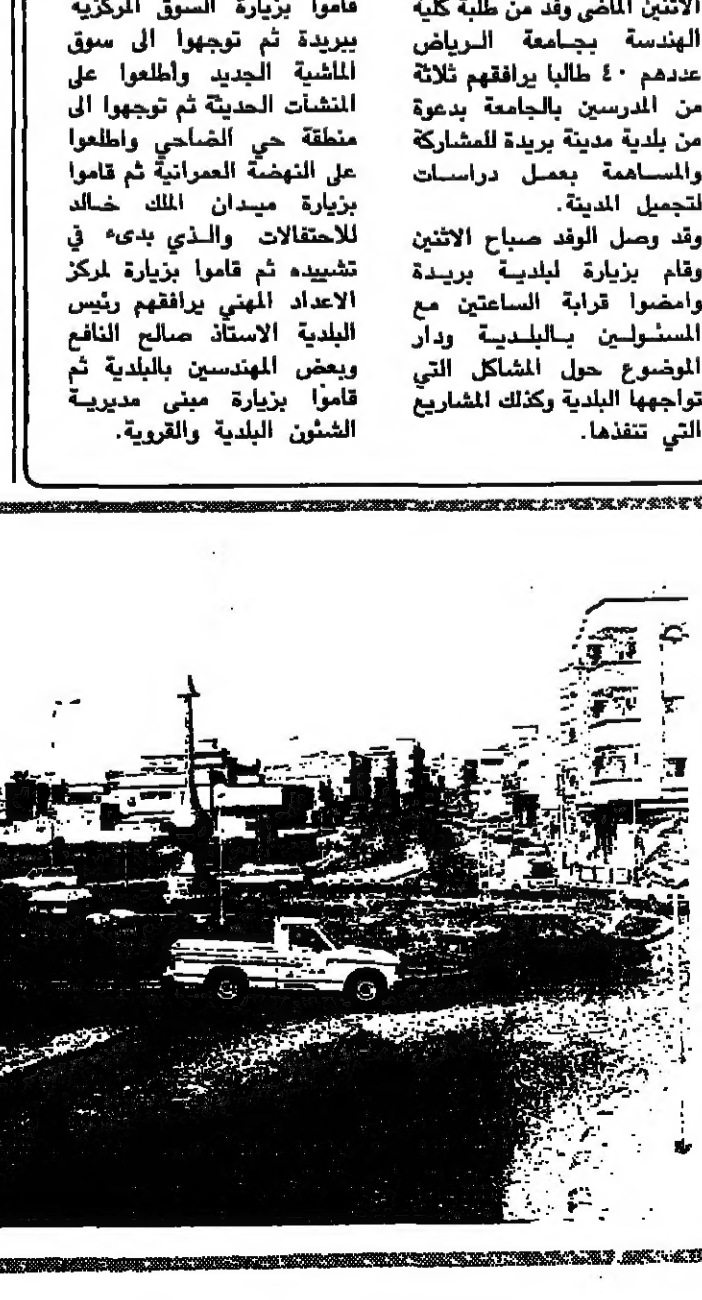 الاثنين الماضى وفد من طلبة كلية
الهندسة بجامعة الرياض
عددهم ٤٠ طالبا يرافقهم ثلاثة
من المدرسين بالجامعة بدعوة
من بلدية مدينة بريدة للمشاركة
والمساهمة بعمل دراسات
لتجميل المدينة.
وقد وصل الوفد صباح الاثنين
وقام بزيارة لبلدية بريدة
وامضوا قرابة الساعتين مع
المسئولين بالبلدية ودار
الموضوع حول المشاكل التي
تواجهها البلدية وكذلك المشاريع
التي تنفذها.
قاموا بزيارة السوق المركزية
ببريدة ثم توجهوا الى سوق
الماشية الجديد وأطلعوا على
المنشآت الحديثة ثم توجهوا الى
منطقة حي الضاحي واطلعوا
على النهضة العمرانية ثم قاموا
بزيارة ميدان الملك خالد
للاحتفالات والذي بدىء في
تشييده ثم قاموا بزيارة لمركز
الاعداد المهني يرافقهم رئيس
البلدية الاستاذ صالح النافع
وبعض المهندسين بالبلدية ثم
قاموا بزيارة مبنى مديرية
الشئون البلدية والقروية.